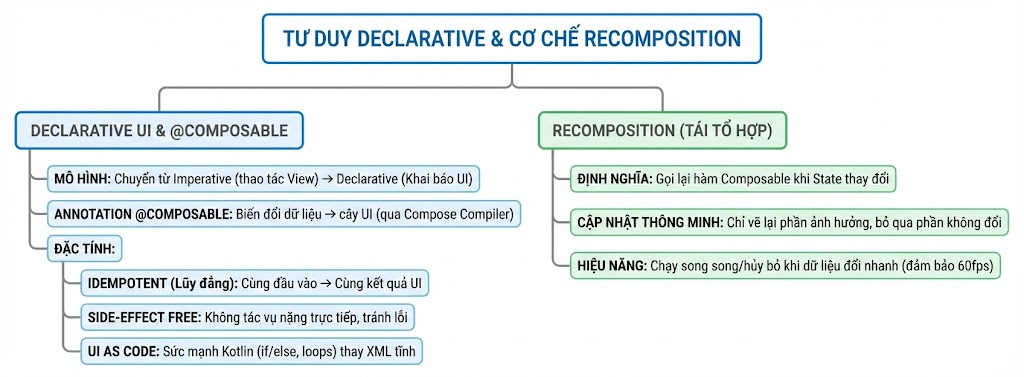 TƯ DUY DECLARATIVE & CƠ CHẾ RECOMPOSITION
DECLARATIVE UI & @COMPOSABLE
MÔ HÌNH: Chuyển từ Imperative (thao tác View) → Declarative (Khai báo UI)
ANNOTATION @COMPOSABLE: Biến đổi dữ liệu → cây UI (qua Compose Compiler)
ĐẶC TÍNH:
IDEMPOTENT (Lũy đẳng): Cùng đầu vào → Cùng kết quả UI
SIDE-EFFECT FREE: Không tác vụ nặng trực tiếp, tránh lỗi
UI AS CODE: Sức mạnh Kotlin (if/else, loops) thay XML tĩnh
RECOMPOSITION (TÁI TỔ HỢP)
ĐỊNH NGHĨA: Gọi lại hàm Composable khi State thay đổi
CẬP NHẬT THÔNG MINH: Chỉ vẽ lại phần ảnh hưởng, bỏ qua phần không đổi
HIỆU NĂNG: Chạy song song/hủy bỏ khi dữ liệu đổi nhanh (đảm bảo 60fps)